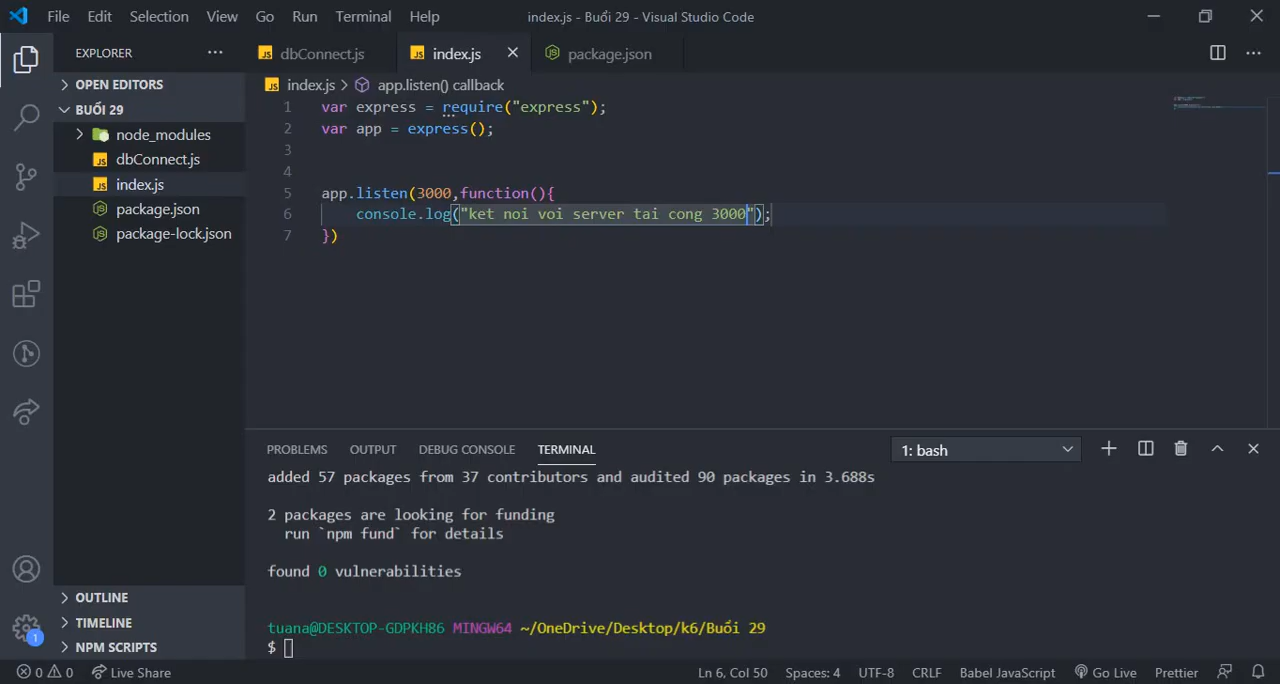 File Edit Selection View Go Run Terminal Help index.js - Buổi 29 - Visual Studio Code
EXPLORER ···
JS dbConnect.js JS index.js package.json
OPEN EDITORS
JS index.js > app.listen() callback
BUỔI 29
node_modules
JS dbConnect.js
JS index.js
package.json
package-lock.json
1 var express = require("express");
2 var app = express();
3
4
5 app.listen(3000,function(){
6 console.log("ket noi voi server tai cong 3000");
7 })
PROBLEMS OUTPUT DEBUG CONSOLE TERMINAL 1: bash
added 57 packages from 37 contributors and audited 90 packages in 3.688s
2 packages are looking for funding
run `npm fund` for details
found 0 vulnerabilities
tuana@DESKTOP-GDPKH86 MINGW64 ~/OneDrive/Desktop/k6/Buổi 29
$
OUTLINE
TIMELINE
NPM SCRIPTS
1
0 0 Live Share Ln 6, Col 50 Spaces: 4 UTF-8 CRLF Babel JavaScript Go Live Prettier